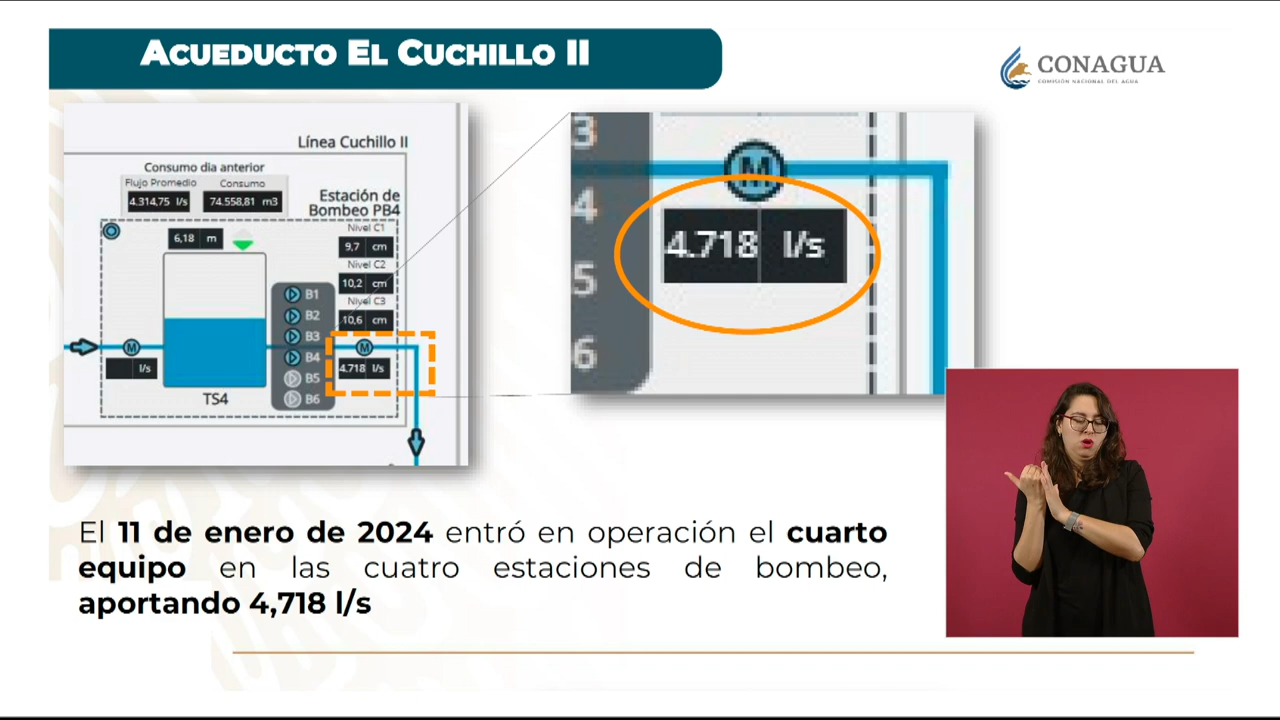 ACUEDUCTO EL CUCHILLO II
CONAGUA
COMISIÓN NACIONAL DEL AGUA
Línea Cuchillo II
Consumo dia anterior
Flujo Promedio Consumo
4.314,75 l/s 74.558,81 m3
Estación de
Bombeo PB4
Nivel C1
6,18 m
9,7 cm
Nivel C2
10,2 cm
B1
Nivel C3
B2
10,6 cm
B3
M M
B4
l/s
4.718 l/s
B5
B6
TS4
3
M
4
4.718 l/s
5
6
El 11 de enero de 2024 entró en operación el cuarto
equipo en las cuatro estaciones de bombeo,
aportando 4,718 l/s